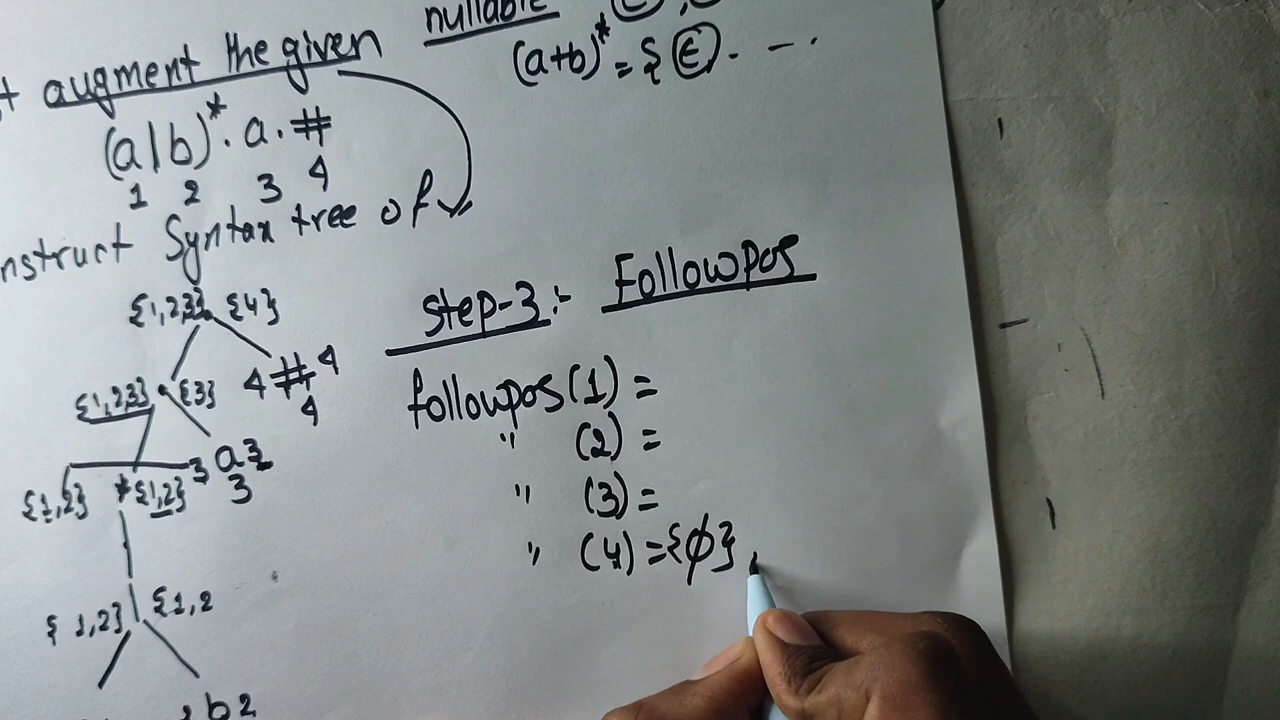 nullable
augment the given
(a+b)* = { ∈ . - - .
(a|b)*. a. #
1 2 3 4
nstruct Syntax tree of
{1,2,3} {4}
Step-3:- Followpos
{1,2,3} {3} 4 # 4
4
followpos(1) =
" (2) =
3 a 3
3
{1,2} * {1,2}
" (3) =
" (4) = {ϕ}
{1,2} | {1,2
b 2